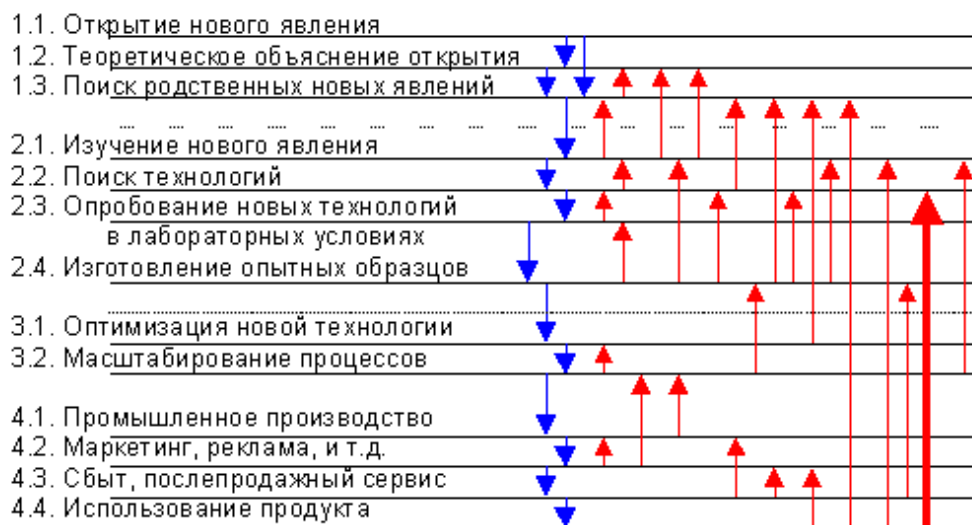 1.1. Открытие нового явления
1.2. Теоретическое объяснение открытия
1.3. Поиск родственных новых явлений
2.1. Изучение нового явления
2.2. Поиск технологий
2.3. Опробование новых технологий
в лабораторных условиях
2.4. Изготовление опытных образцов
3.1. Оптимизация новой технологии
3.2. Масштабирование процессов
4.1. Промышленное производство
4.2. Маркетинг, реклама, и т.д.
4.3. Сбыт, послепродажный сервис
4.4. Использование продукта